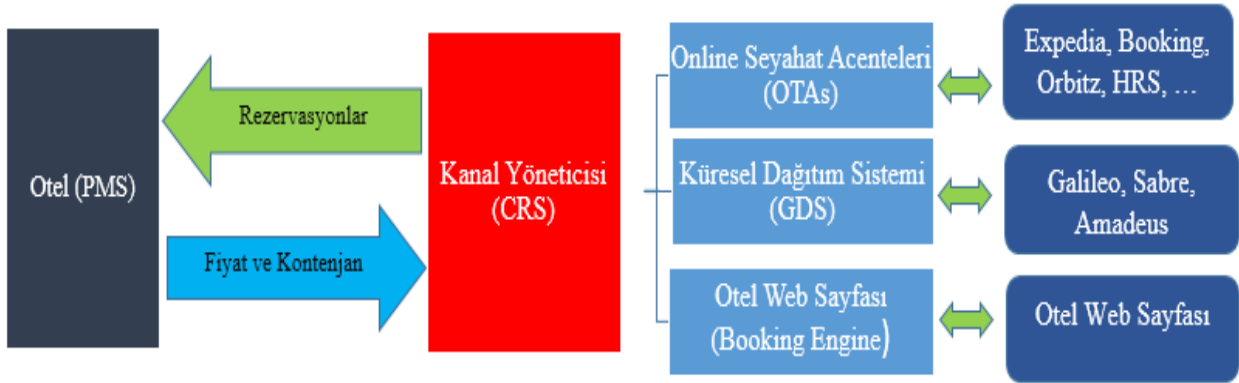 Otel (PMS)
Rezervasyonlar
Fiyat ve Kontenjan
Kanal Yöneticisi
(CRS)
Online Seyahat Acenteleri
(OTAs)
Expedia, Booking,
Orbitz, HRS, …
Küresel Dağıtım Sistemi
(GDS)
Galileo, Sabre,
Amadeus
Otel Web Sayfası
(Booking Engine)
Otel Web Sayfası